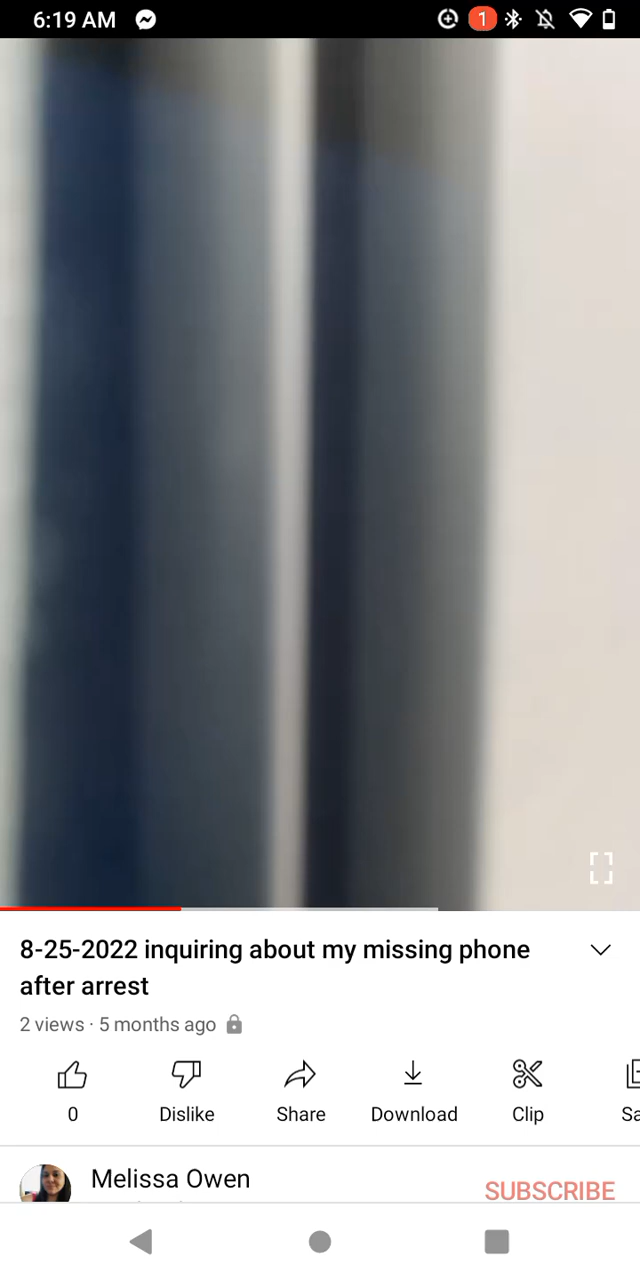 6:19 AM
1
8-25-2022 inquiring about my missing phone
after arrest
2 views · 5 months ago
0
Dislike
Share
Download
Clip
Sa
Melissa Owen
SUBSCRIBE